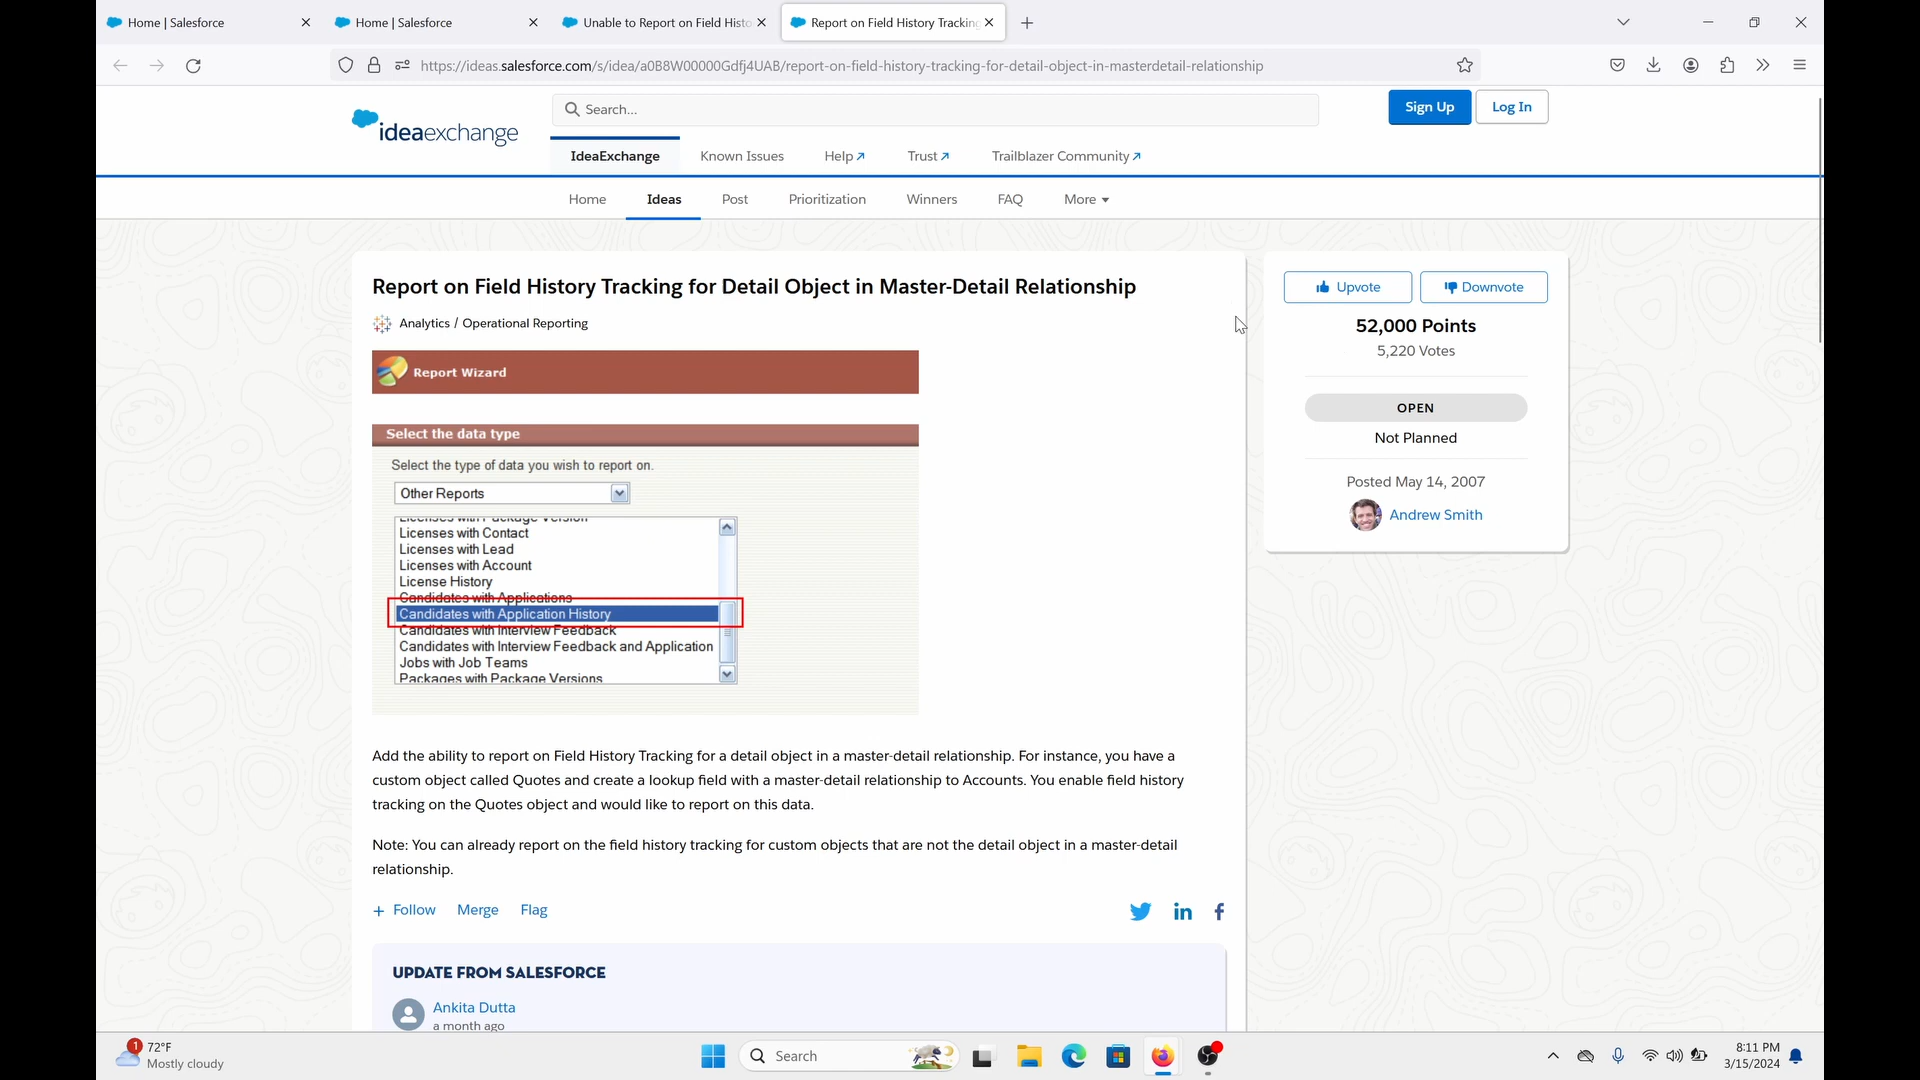 Home | Salesforce
Home | Salesforce
Unable to Report on Field Histo
Report on Field History Tracking
https://ideas.salesforce.com/s/idea/a0B8W00000Gdfj4UAB/report-on-field-history-tracking-for-detail-object-in-masterdetail-relationship
ideaexchange
Search...
Sign Up
Log In
IdeaExchange
Known Issues
Help
Trust
Trailblazer Community
Home
Ideas
Post
Prioritization
Winners
FAQ
More
Report on Field History Tracking for Detail Object in Master-Detail Relationship
Analytics / Operational Reporting
Report Wizard
Select the data type
Select the type of data you wish to report on.
Other Reports
Licenses with Package Version
Licenses with Contact
Licenses with Lead
Licenses with Account
License History
Candidates with Applications
Candidates with Application History
Candidates with Interview Feedback
Candidates with Interview Feedback and Application
Jobs with Job Teams
Packages with Package Versions
Upvote
Downvote
52,000 Points
5,220 Votes
OPEN
Not Planned
Posted May 14, 2007
Andrew Smith
Add the ability to report on Field History Tracking for a detail object in a master-detail relationship. For instance, you have a
custom object called Quotes and create a lookup field with a master-detail relationship to Accounts. You enable field history
tracking on the Quotes object and would like to report on this data.
Note: You can already report on the field history tracking for custom objects that are not the detail object in a master-detail
relationship.
+ Follow
Merge
Flag
UPDATE FROM SALESFORCE
Ankita Dutta
a month ago
1
72°F
Mostly cloudy
Search
8:11 PM
3/15/2024